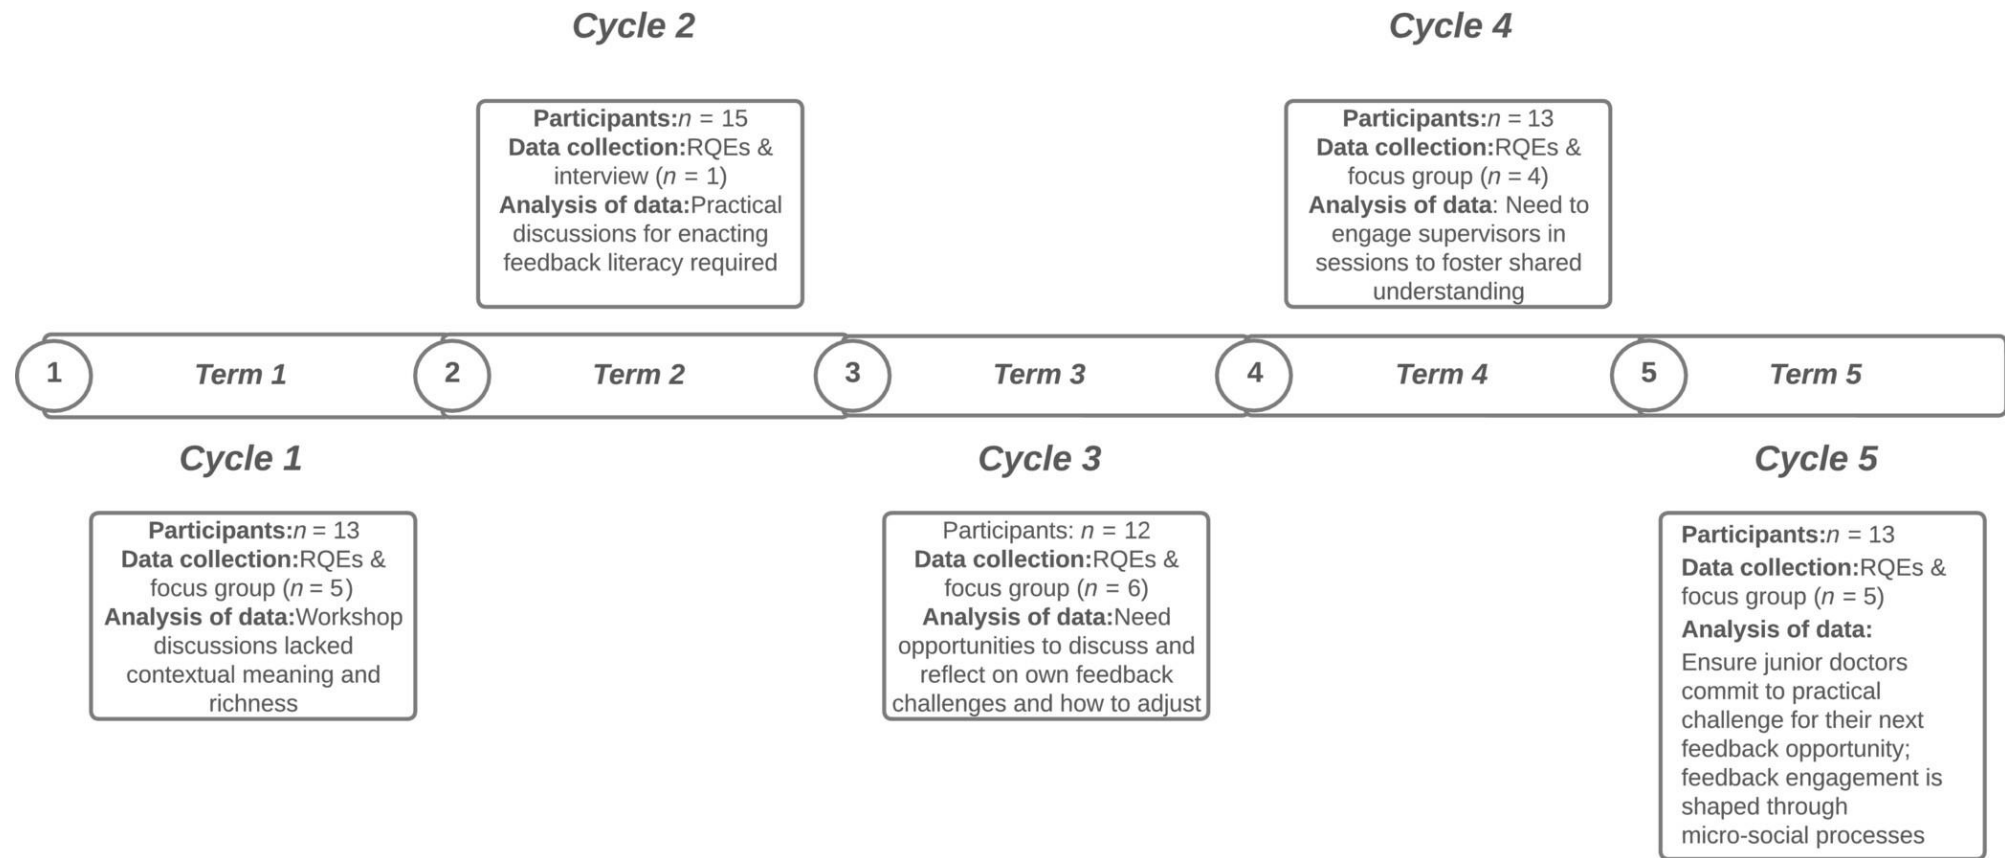 Cycle 2
Cycle 4
Participants:n = 15
Data collection:RQEs &
interview (n = 1)
Analysis of data:Practical
discussions for enacting
feedback literacy required
Participants:n = 13
Data collection:RQEs &
focus group (n = 4)
Analysis of data: Need to
engage supervisors in
sessions to foster shared
understanding
1
Term 1
2
Term 2
3
Term 3
4
Term 4
5
Term 5
Cycle 1
Cycle 3
Cycle 5
Participants:n = 13
Data collection:RQEs &
focus group (n = 5)
Analysis of data:Workshop
discussions lacked
contextual meaning and
richness
Participants: n = 12
Data collection:RQEs &
focus group (n = 6)
Analysis of data:Need
opportunities to discuss and
reflect on own feedback
challenges and how to adjust
Participants:n = 13
Data collection:RQEs &
focus group (n = 5)
Analysis of data:
Ensure junior doctors
commit to practical
challenge for their next
feedback opportunity;
feedback engagement is
shaped through
micro-social processes